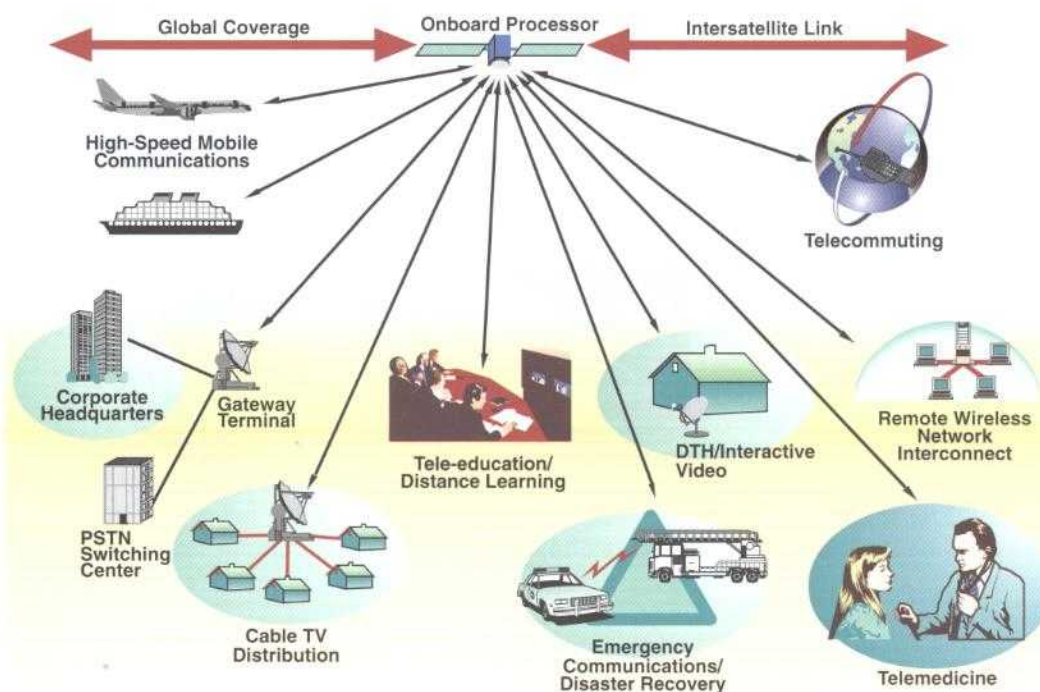 Global Coverage
Onboard Processor
Intersatellite Link
High-Speed Mobile
Communications
Telecommuting
Corporate
Headquarters
Gateway
Terminal
Tele-education/
Distance Learning
DTH/Interactive
Video
Remote Wireless
Network
Interconnect
PSTN
Switching
Center
Cable TV
Distribution
Emergency
Communications/
Disaster Recovery
Telemedicine